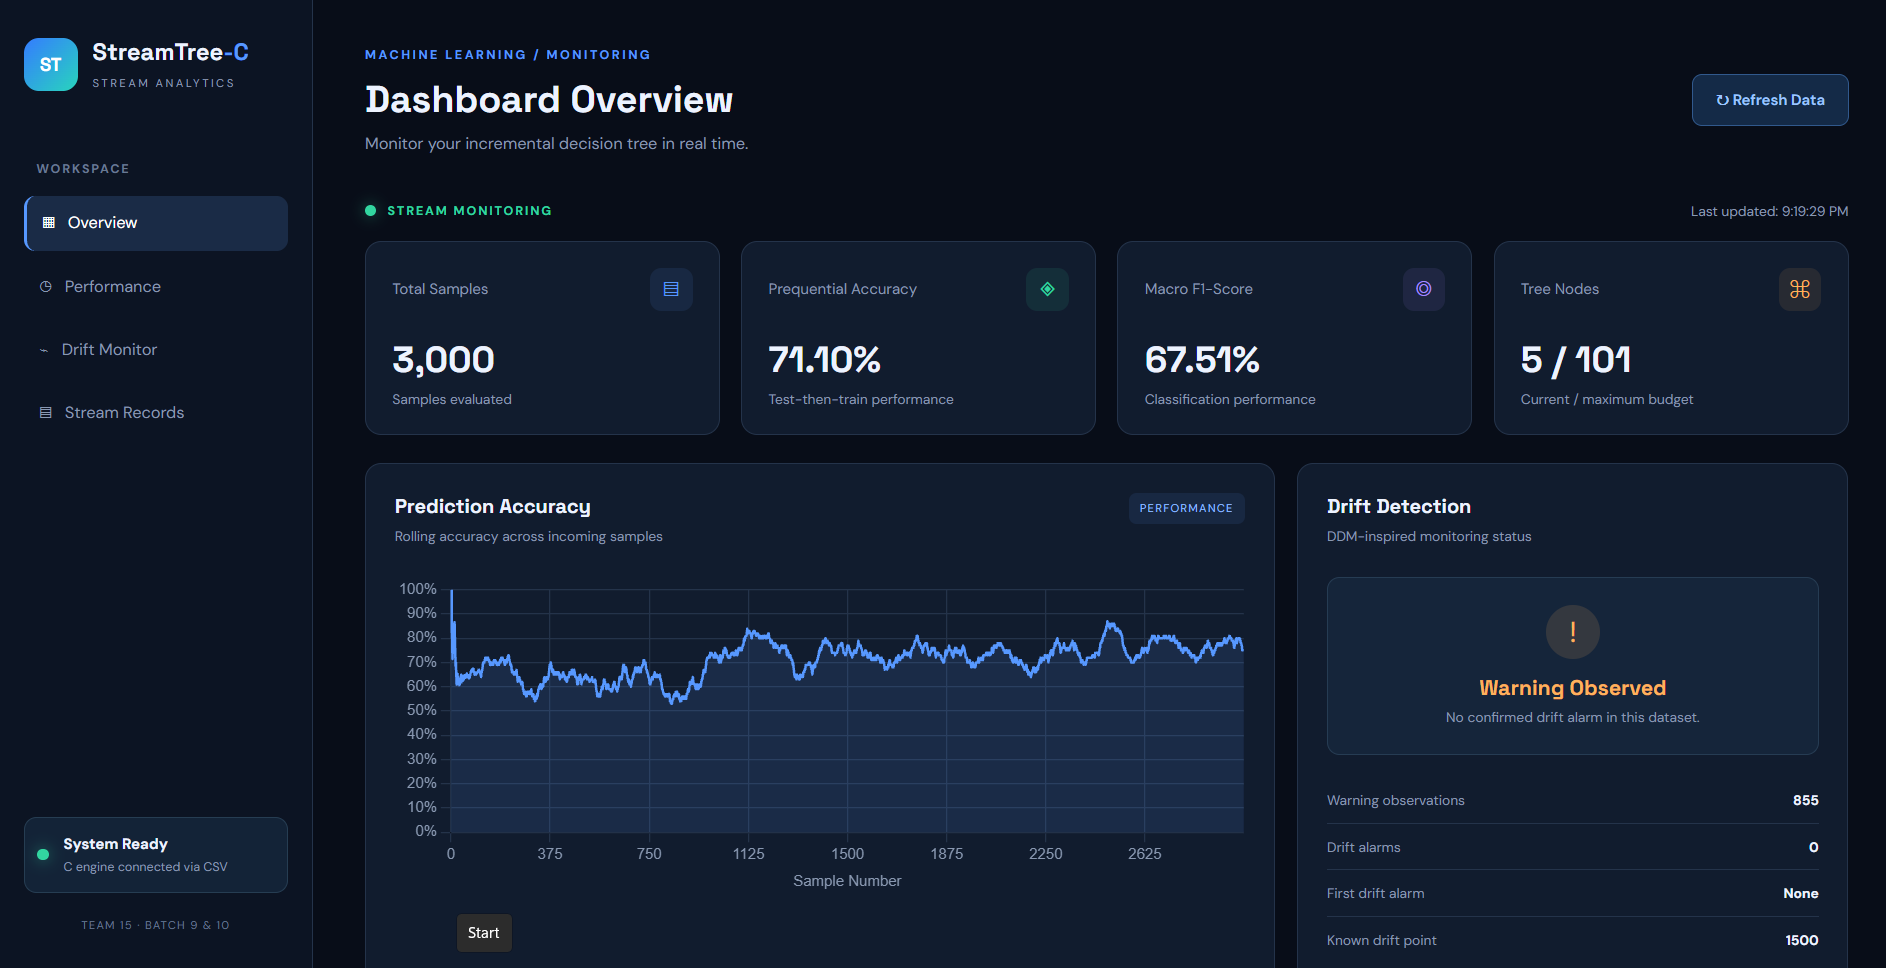 ST
StreamTree-C
STREAM ANALYTICS
WORKSPACE
Overview
Performance
Drift Monitor
Stream Records
System Ready
C engine connected via CSV
TEAM 15 · BATCH 9 & 10
MACHINE LEARNING / MONITORING
Dashboard Overview
Monitor your incremental decision tree in real time.
↻ Refresh Data
STREAM MONITORING
Last updated: 9:19:29 PM
Total Samples
3,000
Samples evaluated
Prequential Accuracy
71.10%
Test-then-train performance
Macro F1-Score
67.51%
Classification performance
Tree Nodes
⌘
5 / 101
Current / maximum budget
Prediction Accuracy
PERFORMANCE
Rolling accuracy across incoming samples
100%
90%
80%
70%
60%
50%
40%
30%
20%
10%
0%
0 375 750 1125 1500 1875 2250 2625
Sample Number
Start
Drift Detection
DDM-inspired monitoring status
!
Warning Observed
No confirmed drift alarm in this dataset.
Warning observations 855
Drift alarms 0
First drift alarm None
Known drift point 1500